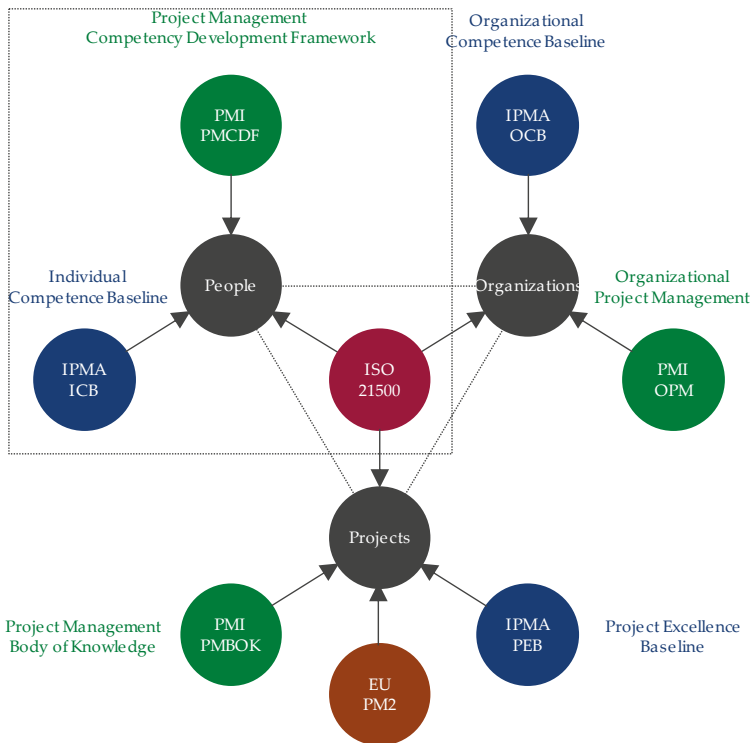 Project Management
Competency Development Framework
Organizational
Competence Baseline
PMI
PMCDF
IPMA
OCB
Individual
Competence Baseline
People
Organizations
Organizational
Project Management
IPMA
ICB
ISO
21500
PMI
OPM
Projects
Project Management
Body of Knowledge
PMI
PMBOK
EU
PM2
IPMA
PEB
Project Excellence
Baseline